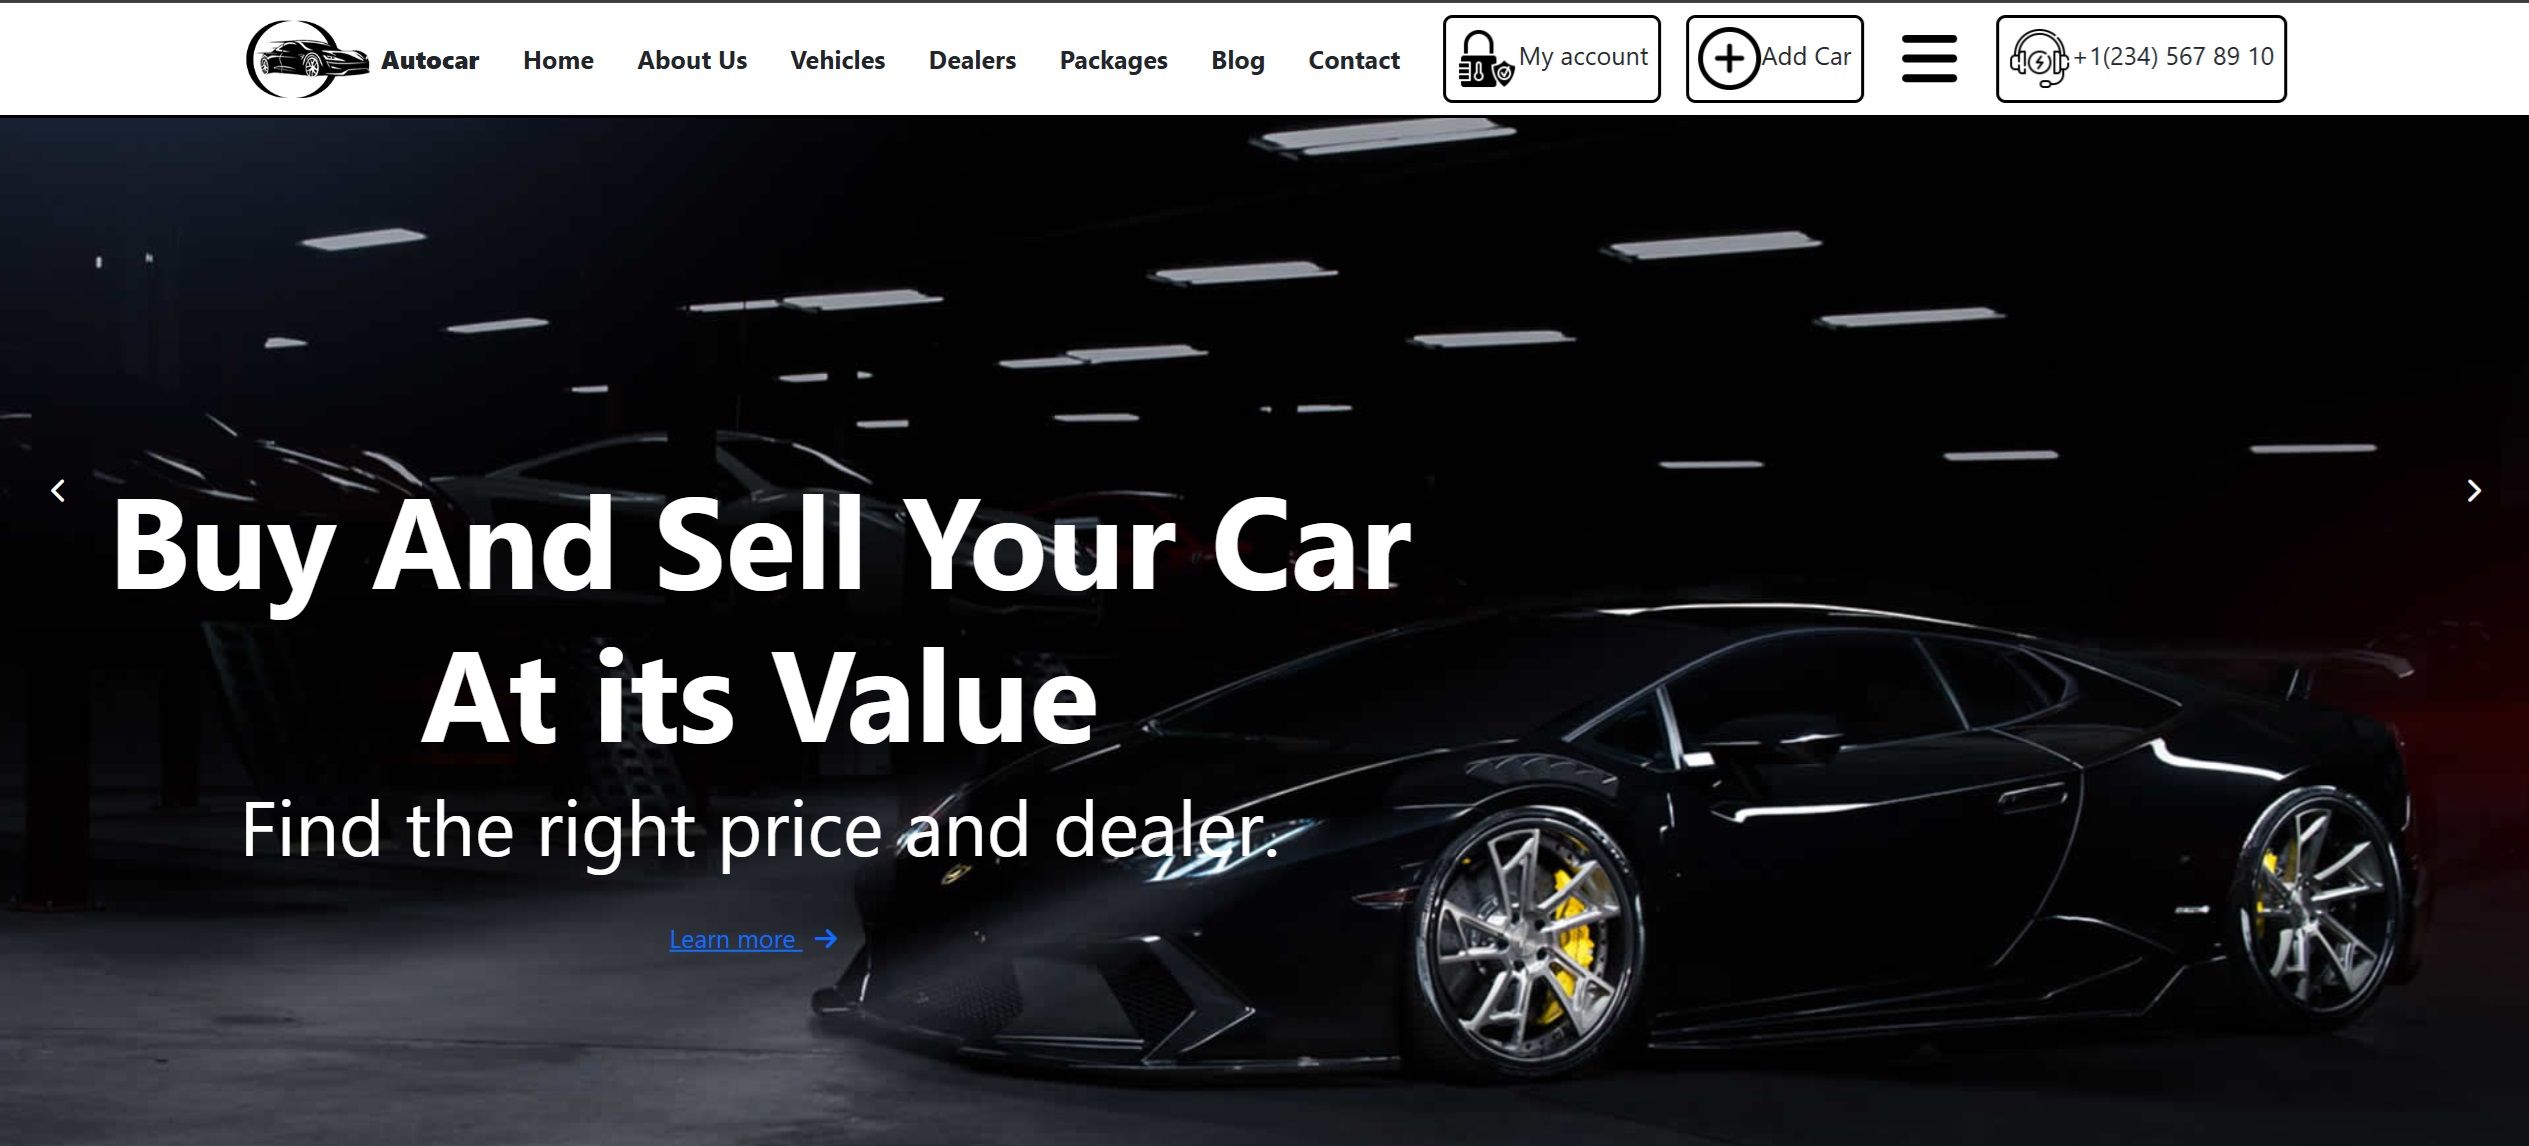 Autocar Home About Us Vehicles Dealers Packages Blog Contact My account Add Car +1(234) 567 89 10
Buy And Sell Your Car
At its Value
Find the right price and dealer.
Learn more